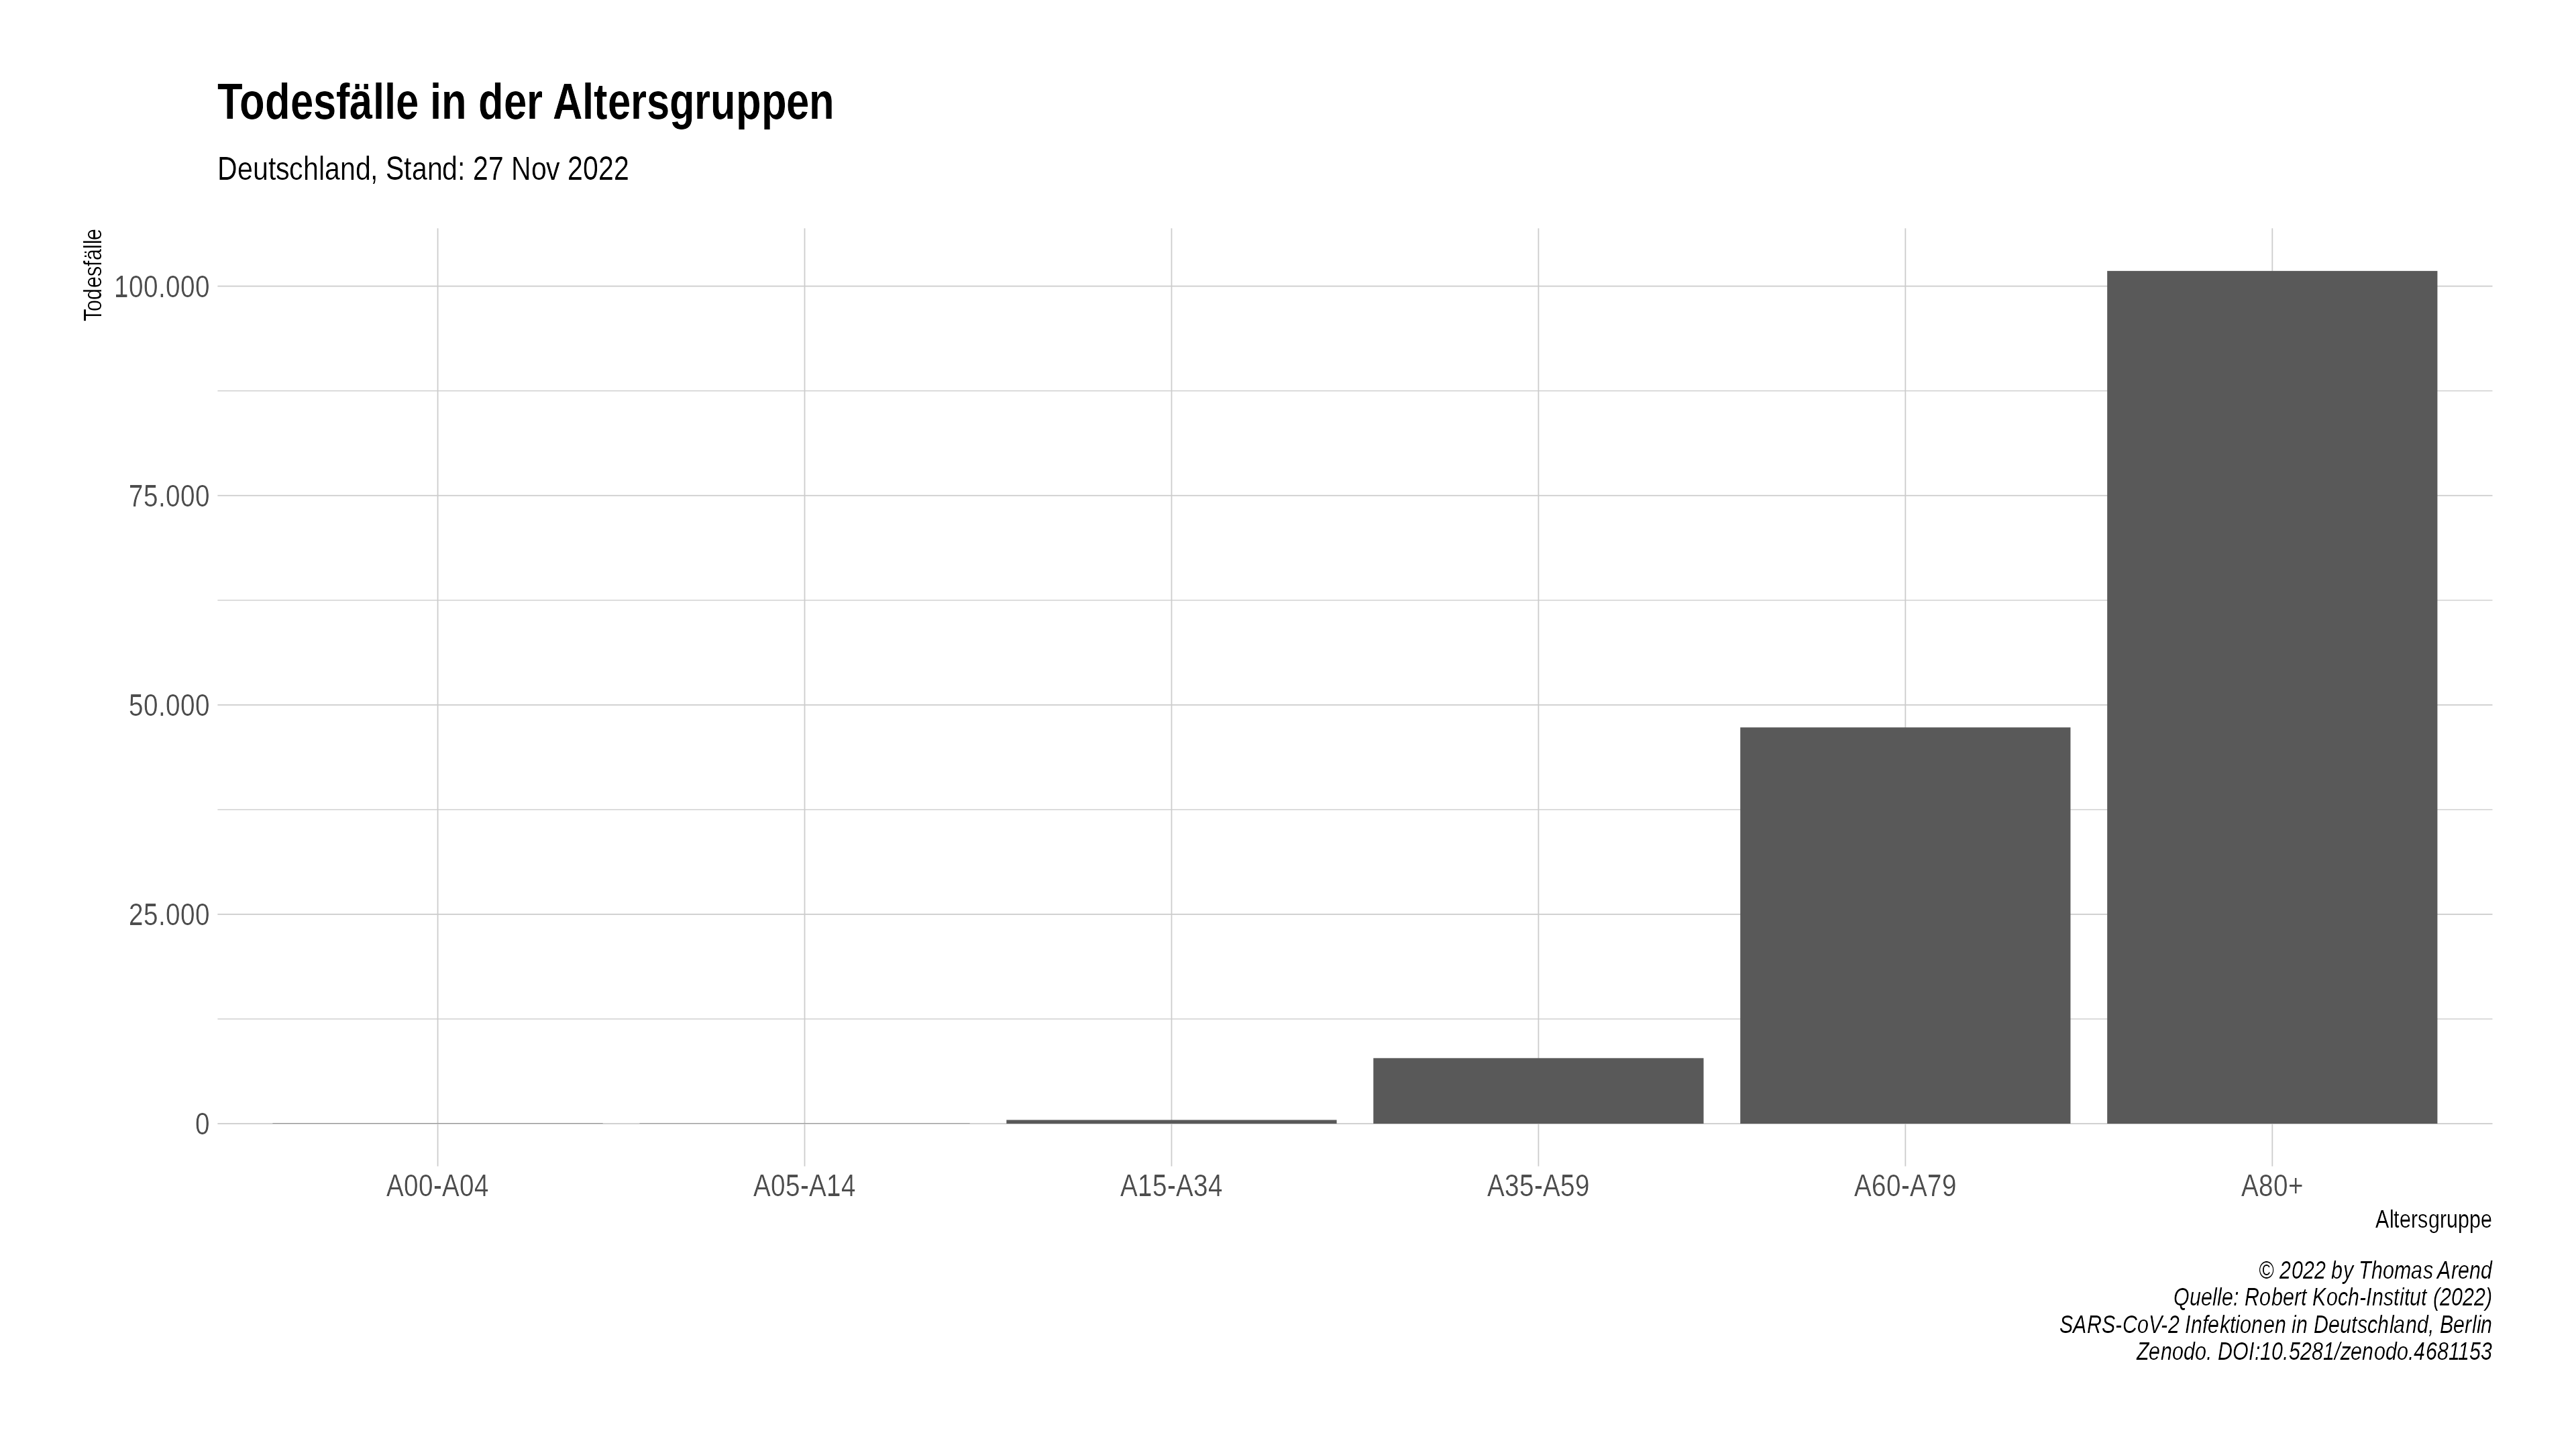 Todesfälle in der Altersgruppen
Deutschland, Stand: 27 Nov 2022
Todesfälle
100.000
75.000
50.000
25.000
0
A00-A04 A05-A14 A15-A34 A35-A59 A60-A79 A80+
Altersgruppe
© 2022 by Thomas Arend
Quelle: Robert Koch-Institut (2022)
SARS-CoV-2 Infektionen in Deutschland, Berlin
Zenodo. DOI:10.5281/zenodo.4681153